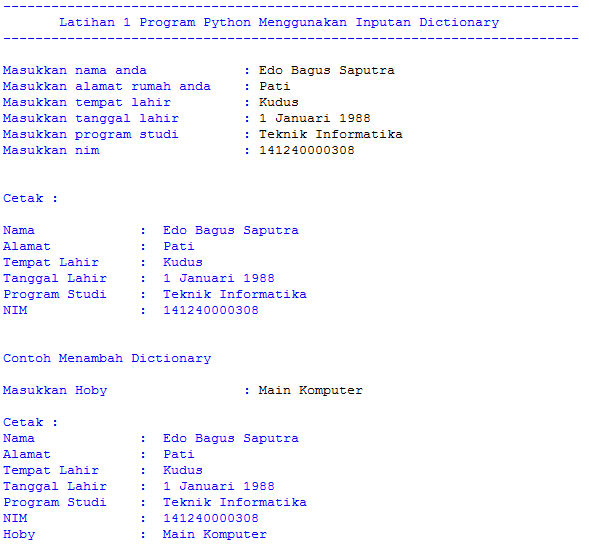 ------------------------------------------------------------------------
Latihan 1 Program Python Menggunakan Inputan Dictionary
------------------------------------------------------------------------
Masukkan nama anda : Edo Bagus Saputra
Masukkan alamat rumah anda : Pati
Masukkan tempat lahir : Kudus
Masukkan tanggal lahir : 1 Januari 1988
Masukkan program studi : Teknik Informatika
Masukkan nim : 141240000308
Cetak :
Nama : Edo Bagus Saputra
Alamat : Pati
Tempat Lahir : Kudus
Tanggal Lahir : 1 Januari 1988
Program Studi : Teknik Informatika
NIM : 141240000308
Contoh Menambah Dictionary
Masukkan Hoby : Main Komputer
Cetak :
Nama : Edo Bagus Saputra
Alamat : Pati
Tempat Lahir : Kudus
Tanggal Lahir : 1 Januari 1988
Program Studi : Teknik Informatika
NIM : 141240000308
Hoby : Main Komputer